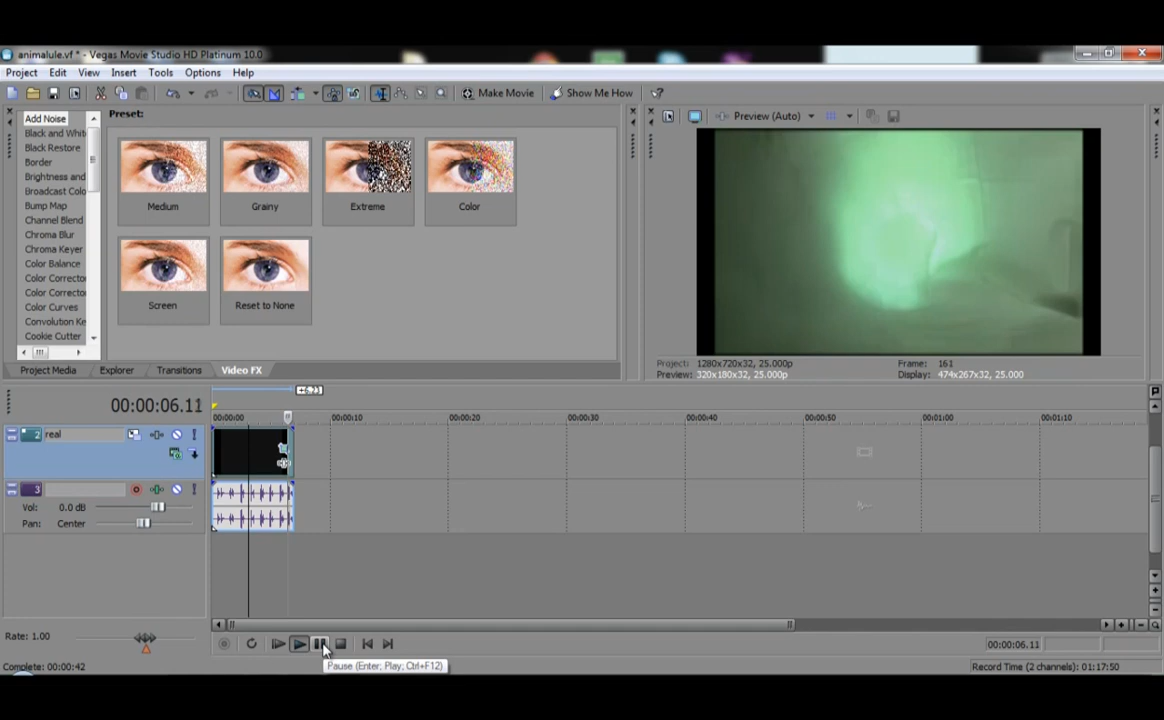 animalule.vf * - Vegas Movie Studio HD Platinum 10.0
Project Edit View Insert Tools Options Help
Make Movie Show Me How
Add Noise
Black and Whit
Black Restore
Border
Brightness and
Broadcast Colo
Bump Map
Channel Blend
Chroma Blur
Chroma Keyer
Color Balance
Color Corrector
Color Corrector
Color Curves
Convolution Ke
Cookie Cutter
Preset:
Medium Grainy Extreme Color
Screen Reset to None
Preview (Auto)
Project: 1280x720x32, 25.000p Frame: 161
Preview: 320x180x32, 25.000p Display: 474x267x32, 25.000
Project Media Explorer Transitions Video FX
+6.23
00:00:06.11
00:00:00 00:00:10 00:00:20 00:00:30 00:00:40 00:00:50 00:01:00 00:01:10
2 real
3
Vol: 0.0 dB
Pan: Center
Rate: 1.00
00:00:06.11
Pause (Enter; Play; Ctrl+F12)
Complete: 00:00:42
Record Time (2 channels): 01:17:50